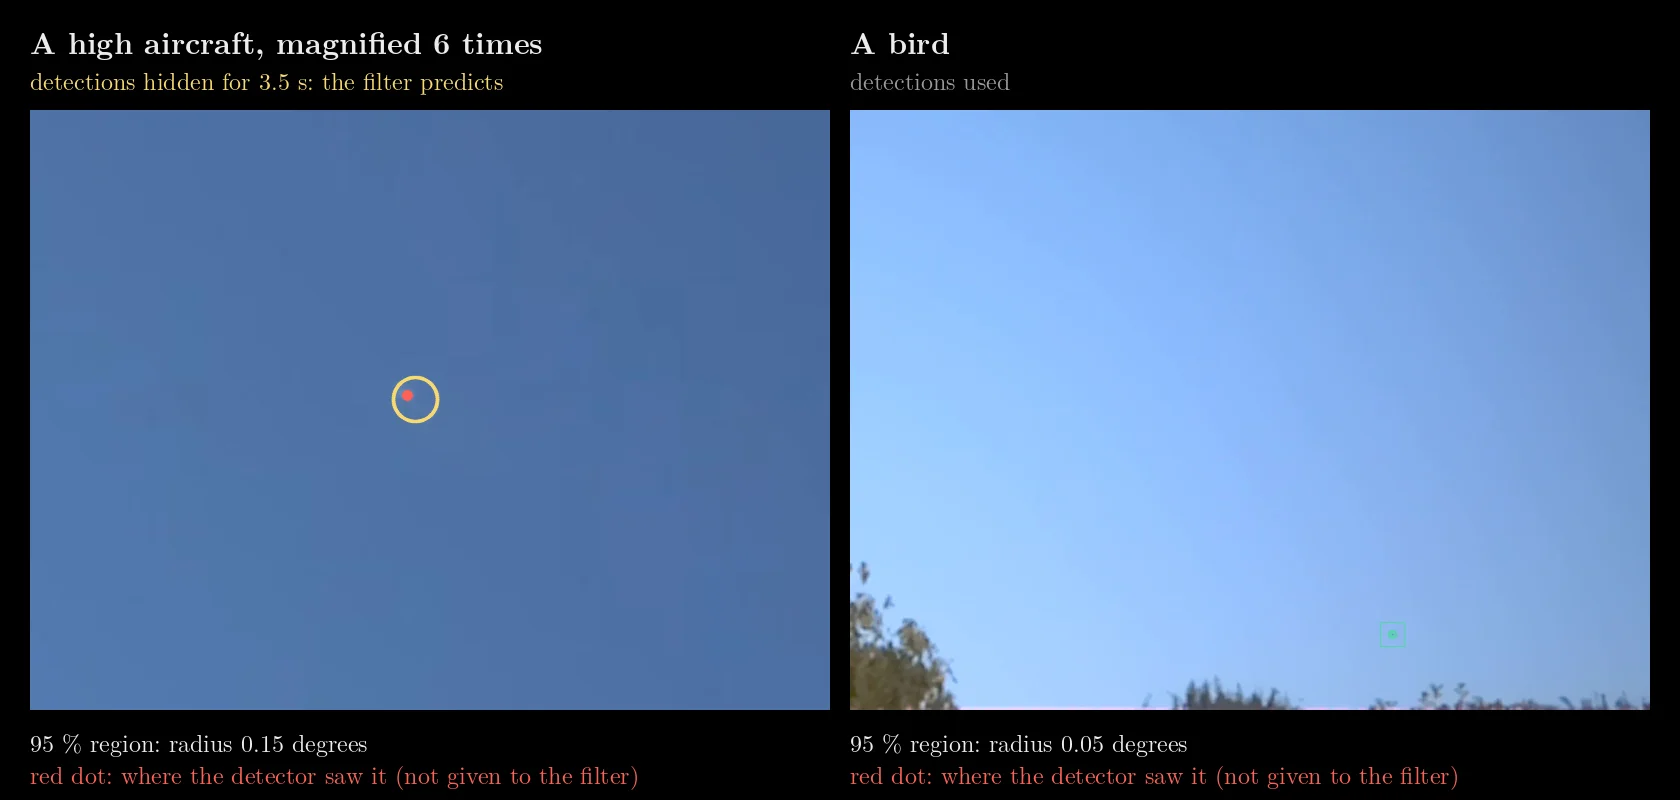 A high aircraft, magnified 6 times
detections hidden for 3.5 s: the filter predicts
95 % region: radius 0.15 degrees
red dot: where the detector saw it (not given to the filter)
A bird
detections used
95 % region: radius 0.05 degrees
red dot: where the detector saw it (not given to the filter)